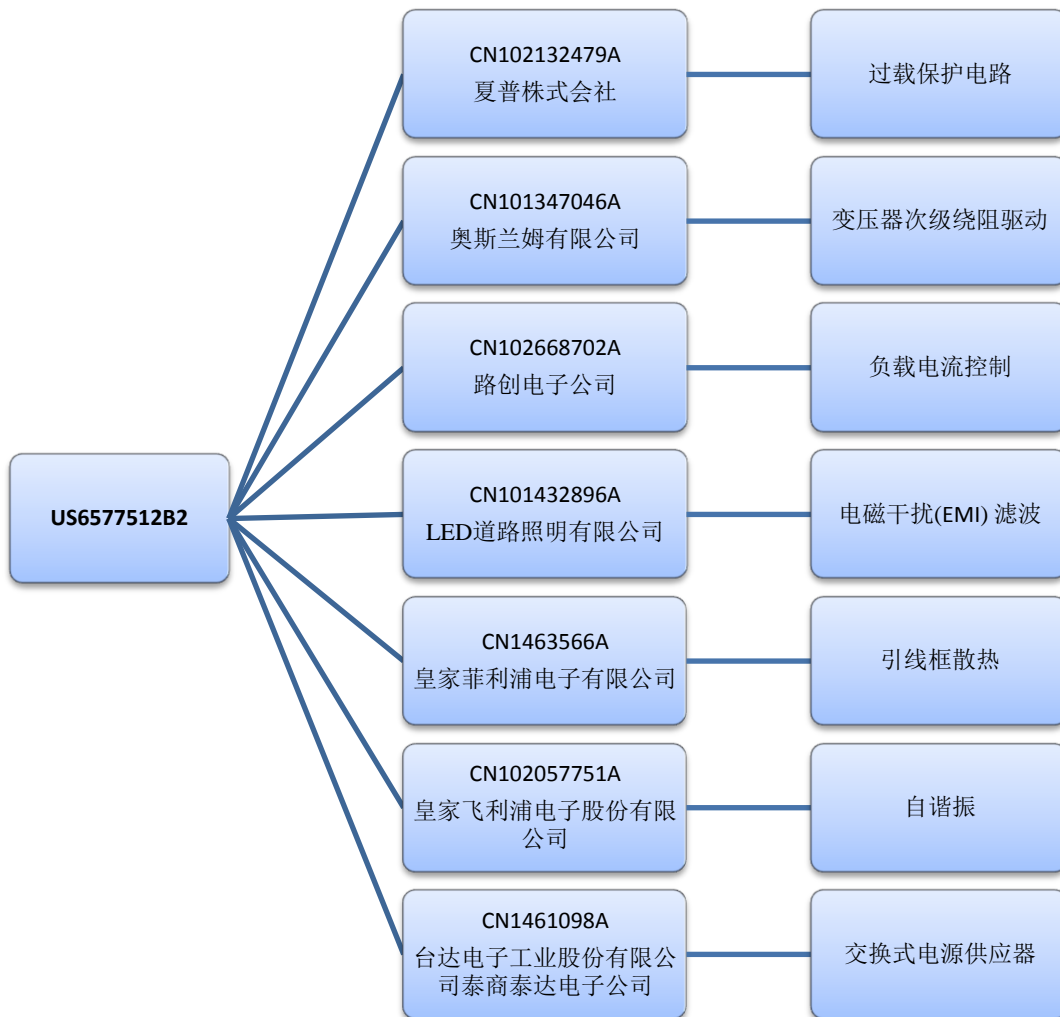 CN102132479A
夏普株式会社
过载保护电路
CN101347046A
奥斯兰姆有限公司
变压器次级绕阻驱动
CN102668702A
路创电子公司
负载电流控制
US6577512B2
CN101432896A
LED道路照明有限公司
电磁干扰(EMI) 滤波
CN1463566A
皇家菲利浦电子有限公司
引线框散热
CN102057751A
皇家飞利浦电子股份有限
公司
自谐振
CN1461098A
台达电子工业股份有限公
司泰商泰达电子公司
交换式电源供应器